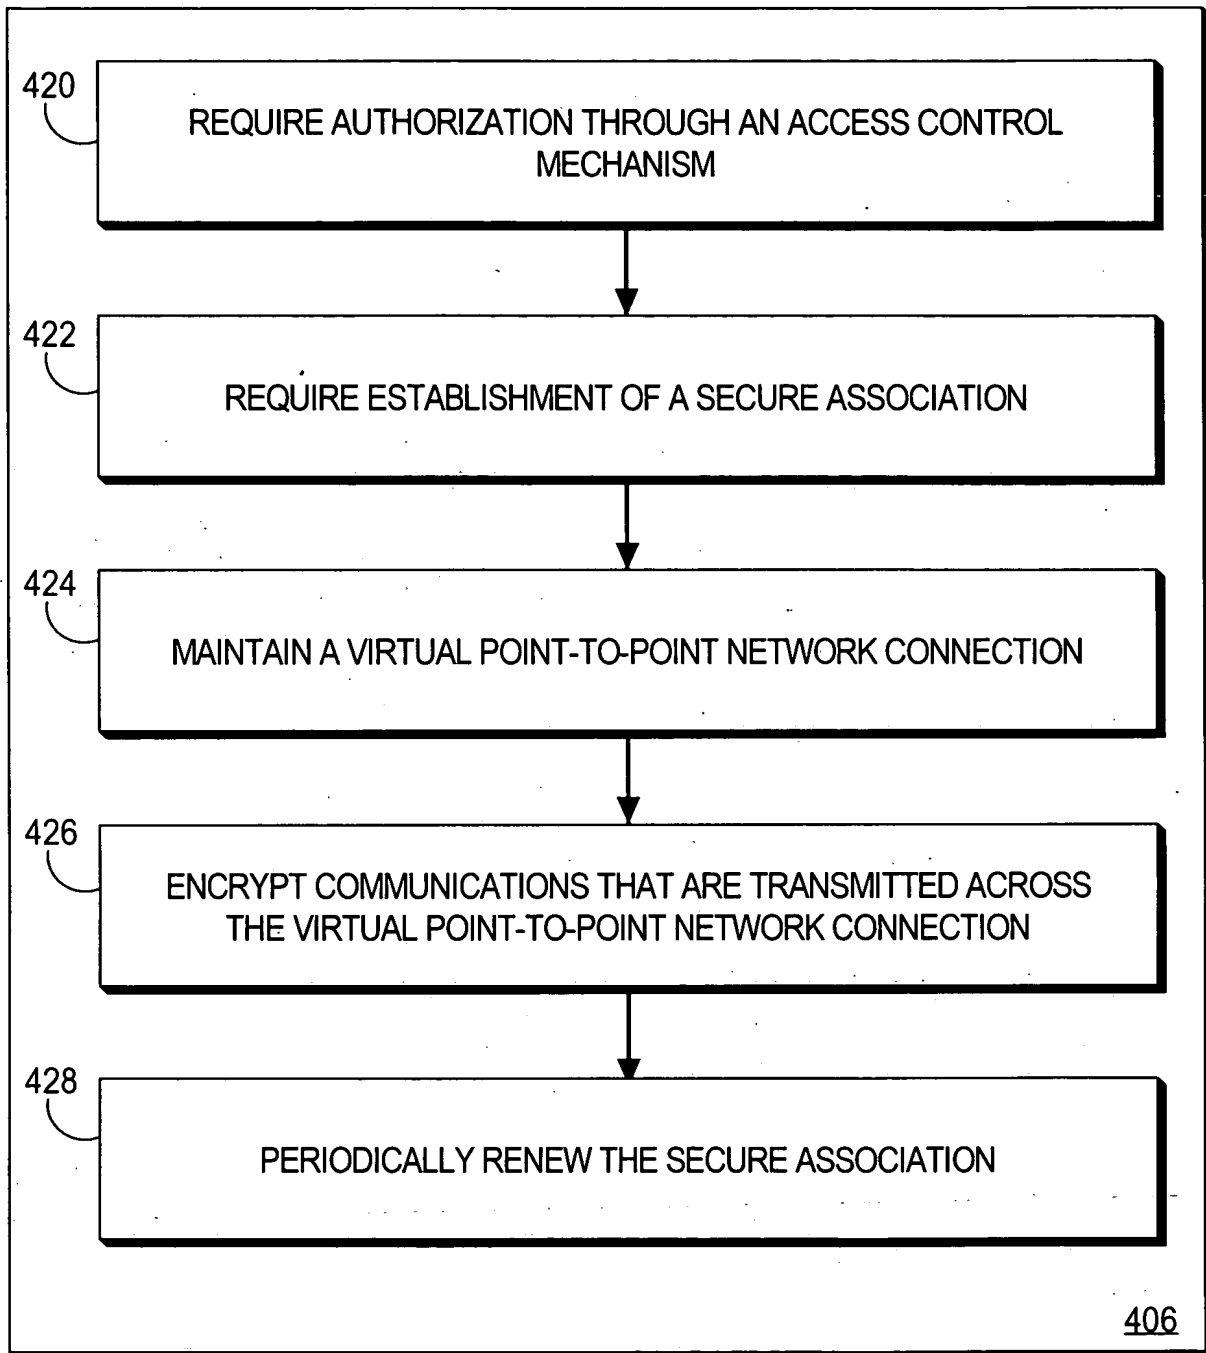 420
REQUIRE AUTHORIZATION THROUGH AN ACCESS CONTROL
MECHANISM
422
REQUIRE ESTABLISHMENT OF A SECURE ASSOCIATION
424
MAINTAIN A VIRTUAL POINT-TO-POINT NETWORK CONNECTION
426
ENCRYPT COMMUNICATIONS THAT ARE TRANSMITTED ACROSS
THE VIRTUAL POINT-TO-POINT NETWORK CONNECTION
428
PERIODICALLY RENEW THE SECURE ASSOCIATION
406